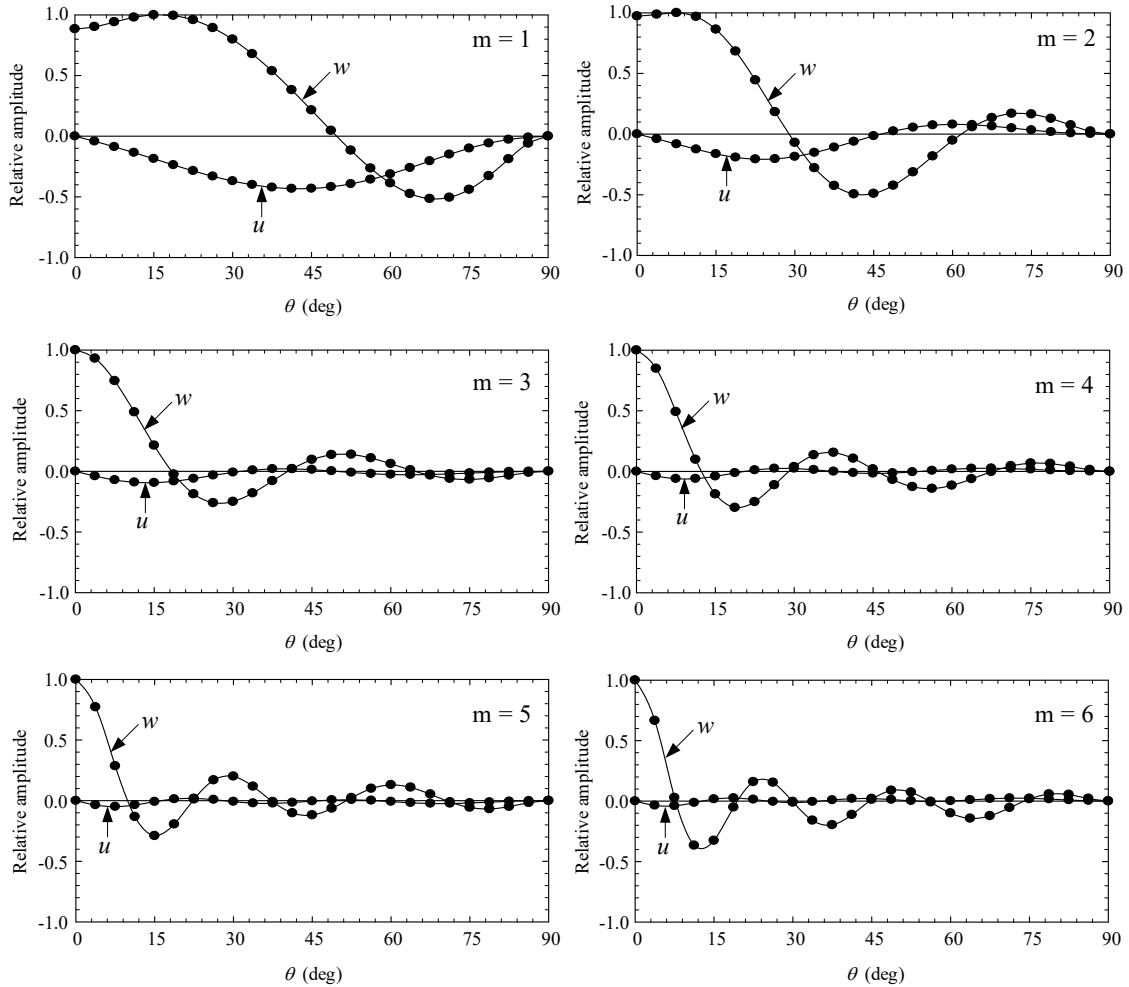 1.0
m = 1
0.5
w
0.0
-0.5
u
-1.0
0 15 30 45 60 75 90
θ (deg)
Relative amplitude
1.0
m = 2
0.5
w
0.0
-0.5
u
-1.0
0 15 30 45 60 75 90
θ (deg)
Relative amplitude
1.0
m = 3
w
0.5
0.0
u
-0.5
-1.0
0 15 30 45 60 75 90
θ (deg)
Relative amplitude
1.0
m = 4
w
0.5
0.0
u
-0.5
-1.0
0 15 30 45 60 75 90
θ (deg)
Relative amplitude
1.0
m = 5
w
0.5
0.0
u
-0.5
-1.0
0 15 30 45 60 75 90
θ (deg)
Relative amplitude
1.0
m = 6
w
0.5
0.0
u
-0.5
-1.0
0 15 30 45 60 75 90
θ (deg)
Relative amplitude